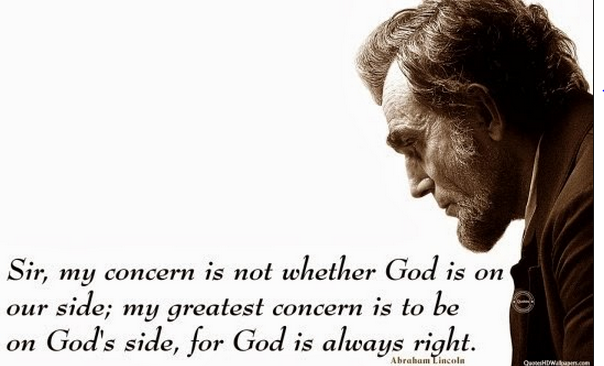 Sir, my concern is not whether God is on
our side; my greatest concern is to be
on God's side, for God is always right.
Abraham Lincoln
QuotesHDWallpapers.com